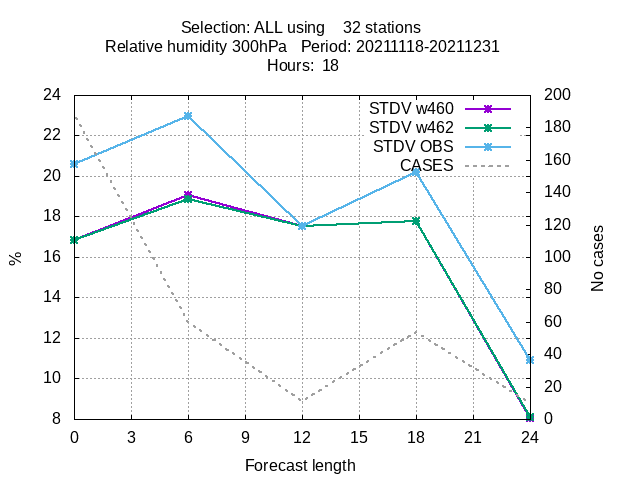 Selection: ALL using    32 stations
Relative humidity 300hPa   Period: 20211118-20211231
Hours:  18
24
22
20
18
16
14
12
10
8
%
STDV w460
STDV w462
STDV OBS
CASES
200
180
160
140
120
100
80
60
40
20
0
No cases
0 3 6 9 12 15 18 21 24
Forecast length